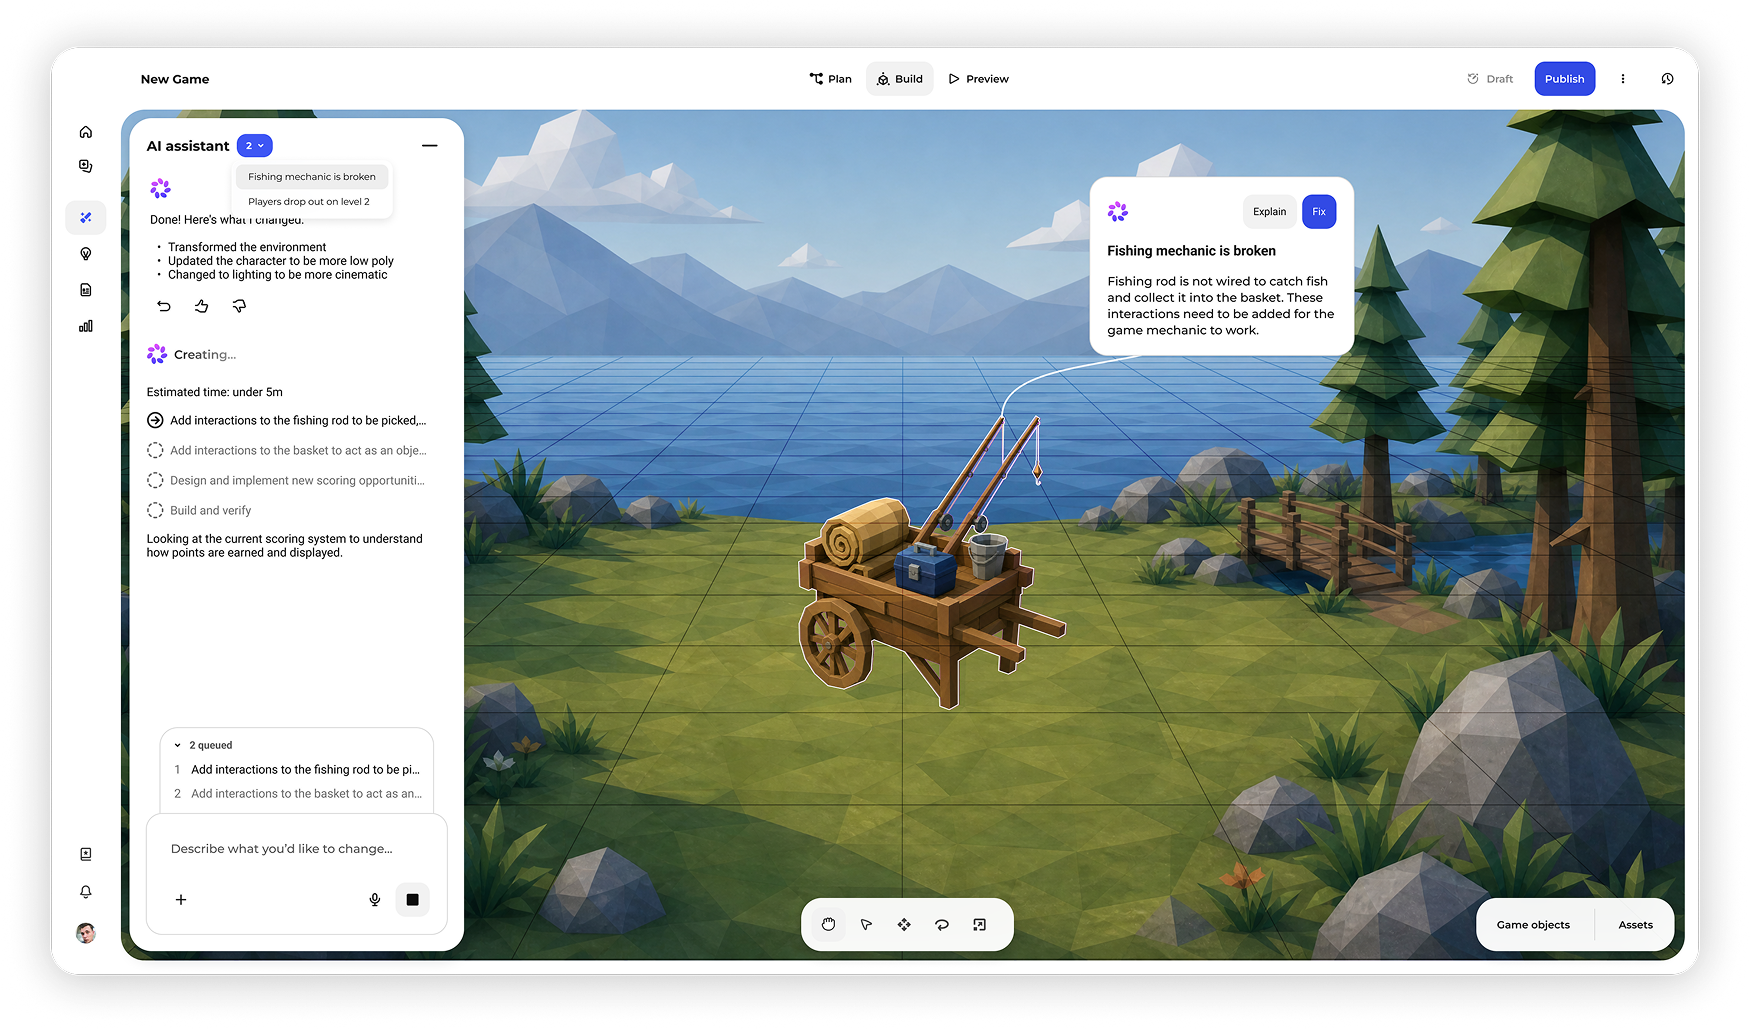 New Game
Plan
Build
Preview
Draft
Publish
AI assistant
2
Fishing mechanic is broken
Players drop out on level 2
Done! Here's what I changed.
• Transformed the environment
• Updated the character to be more low poly
• Changed to lighting to be more cinematic
Creating...
Estimated time: under 5m
Add interactions to the fishing rod to be picked,...
Add interactions to the basket to act as an obje...
Design and implement new scoring opportuniti...
Build and verify
Looking at the current scoring system to understand
how points are earned and displayed.
2 queued
1 Add interactions to the fishing rod to be pi...
2 Add interactions to the basket to act as an...
Describe what you’d like to change...
Explain
Fix
Fishing mechanic is broken
Fishing rod is not wired to catch fish
and collect it into the basket. These
interactions need to be added for the
game mechanic to work.
Game objects
Assets